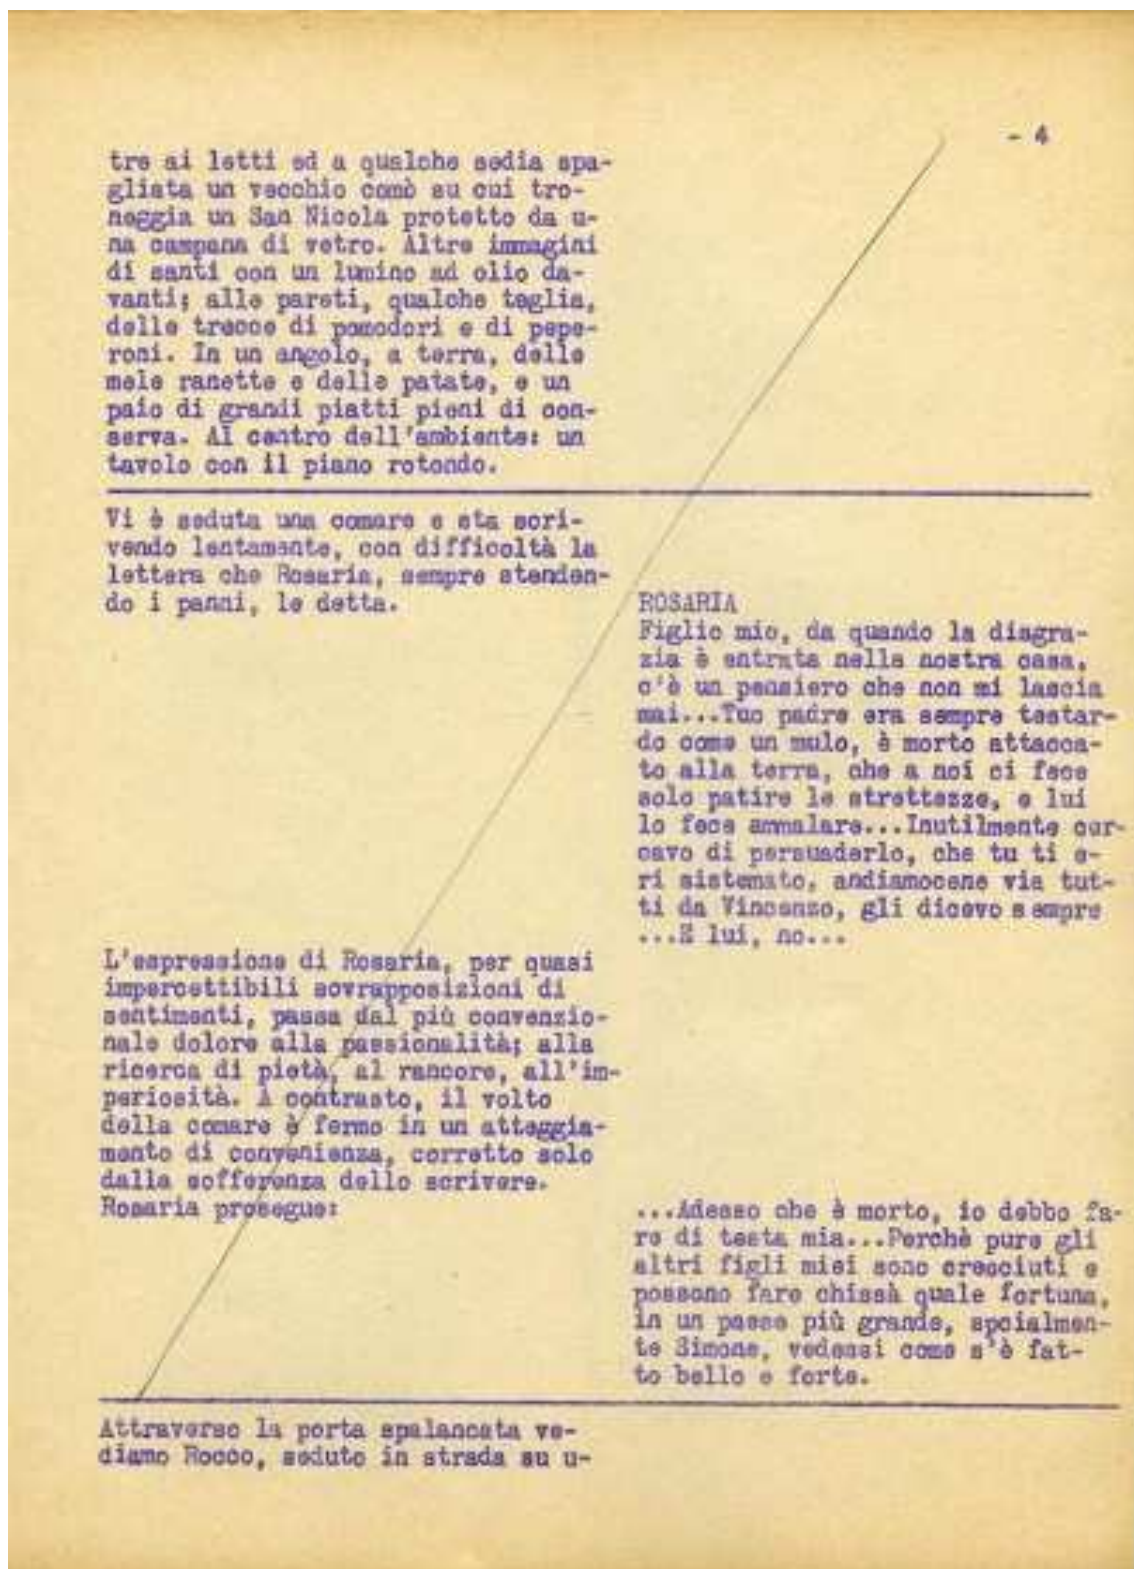 - 4
tre ai letti ed a qualche sedia spa-
gliata un vecchio comò su cui tro-
neggia un San Nicola protetto da u-
na campana di vetro. Altre immagini
di santi con un lumino ad olio da-
vanti; alle pareti, qualche teglia,
delle trecce di pomodori e di pepe-
roni. In un angolo, a terra, delle
mele ranette e delle patate, e un
paio di grandi piatti pieni di con-
serva. Al centro dell'ambiente: un
tavolo con il piano rotondo.
Vi è seduta una comare e sta scri-
vendo lentamente, con difficoltà la
lettera che Rosaria, sempre stenden-
do i panni, le detta.
ROSARIA
Figlio mio, da quando la disgra-
zia è entrata nella nostra casa,
c'è un pensiero che non mi lascia
mai...Tuo padre era sempre testar-
do come un mulo, è morto attacca-
to alla terra, che a noi ci fece
solo patire le strettezze, e lui
lo fece ammalare...Inutilmente cer-
cavo di persuaderlo, che tu ti e-
ri sistemato, andiamocene via tut-
ti da Vincenzo, gli dicevo sempre
...E lui, no...
L'espressione di Rosaria, per quasi
impercettibili sovrapposizioni di
sentimenti, passa dal più convenzio-
nale dolore alla passionalità; alla
ricerca di pietà, al rancore, all'im-
periosità. A contrasto, il volto
della comare è fermo in un atteggia-
mento di convenienza, corretto solo
dalla sofferenza dello scrivere.
Rosaria prosegue:
...Adesso che è morto, io debbo fa-
re di testa mia...Perchè pure gli
altri figli miei sono cresciuti e
possono fare chissà quale fortuna,
in un paese più grande, spcialmen-
te Simone, vedessi come s'è fat-
to bello e forte.
Attraverso la porta spalancata ve-
diamo Rocco, seduto in strada su u-